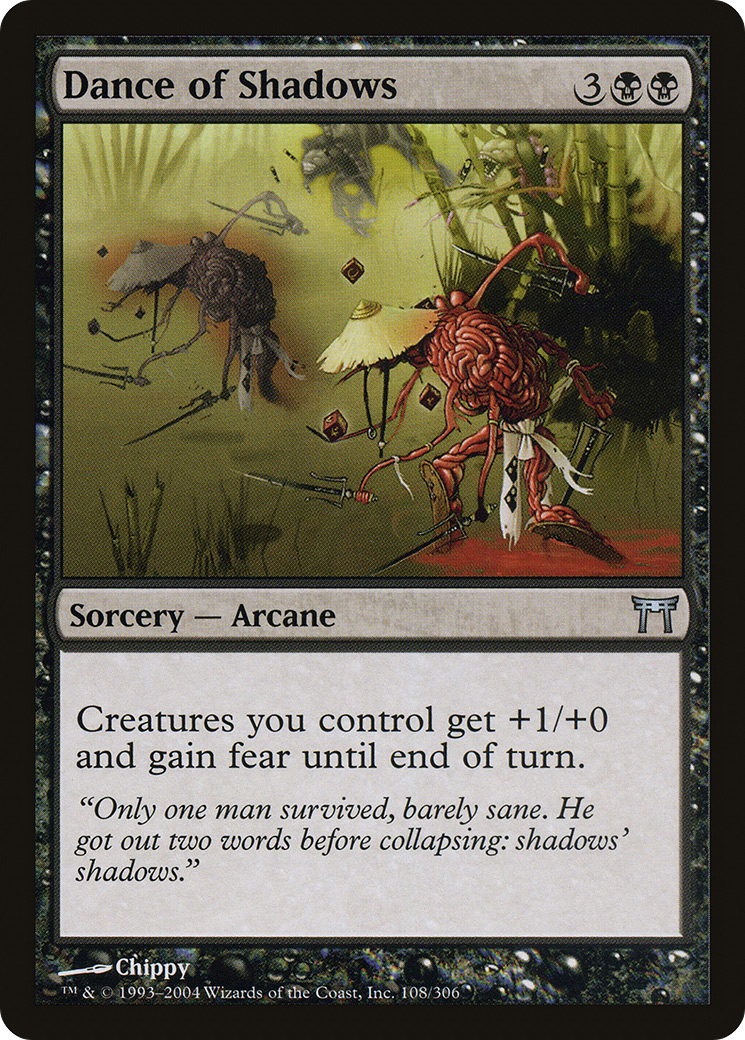 Dance of Shadows 3
Sorcery — Arcane
Creatures you control get +1/+0
and gain fear until end of turn.
“Only one man survived, barely sane. He
got out two words before collapsing: shadows’
shadows.”
Chippy
™ & © 1993–2004 Wizards of the Coast, Inc. 108/306